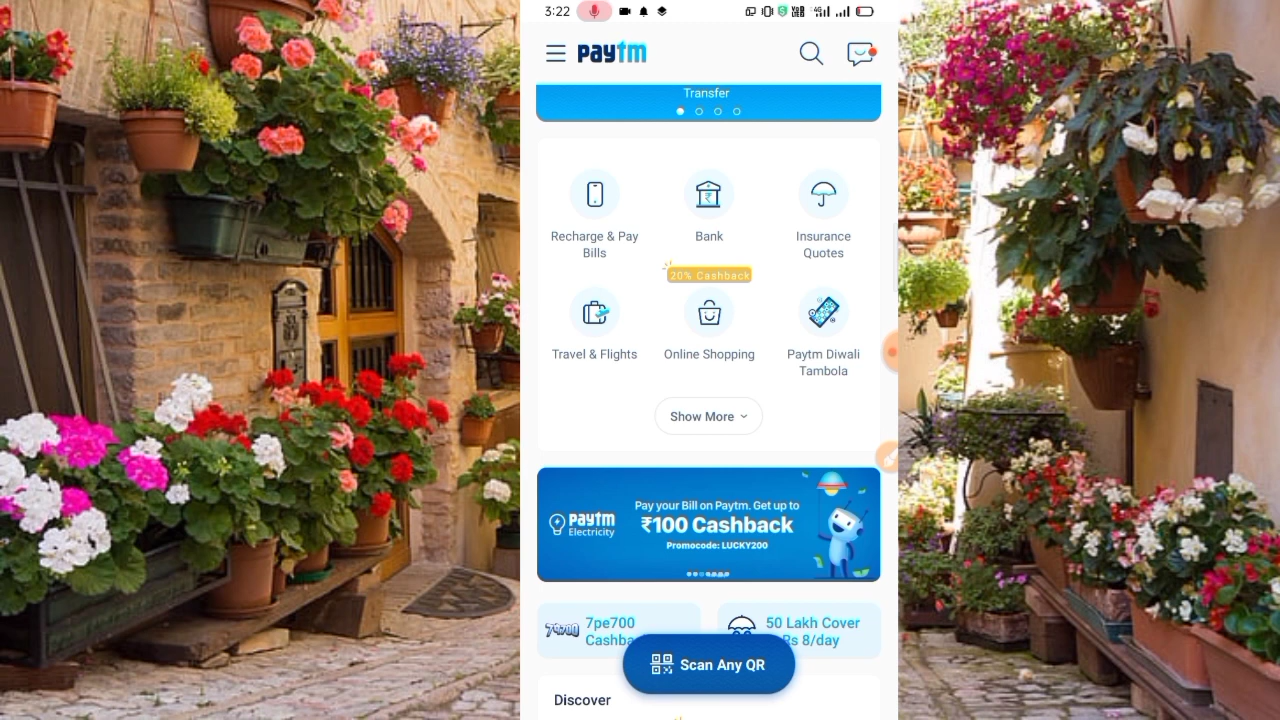 3:22
paytm
Transfer
Recharge & Pay
Bills
Bank
Insurance
Quotes
20% Cashback
Travel & Flights
Online Shopping
Paytm Diwali
Tambola
Show More
paytm
Electricity
Pay your Bill on Paytm. Get up to
₹100 Cashback
Promocode: LUCKY200
7pe700
Cashba
50 Lakh Cover
Rs 8/day
Scan Any QR
Discover